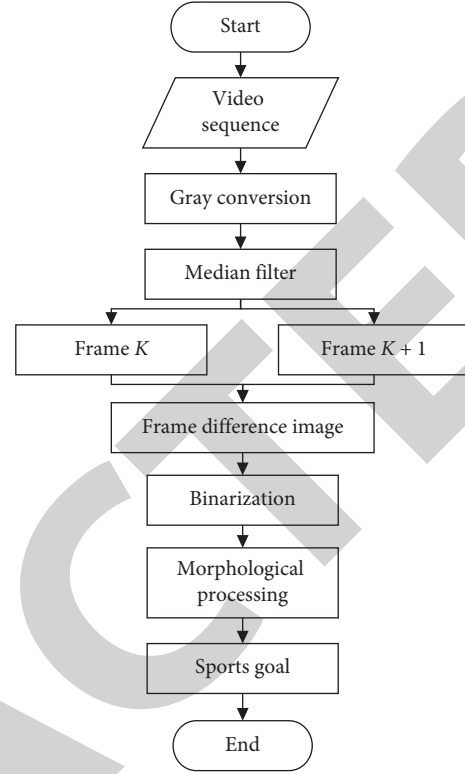 Start
Video
sequence
Gray conversion
Median filter
Frame K
Frame K + 1
Frame difference image
Binarization
Morphological
processing
Sports goal
End